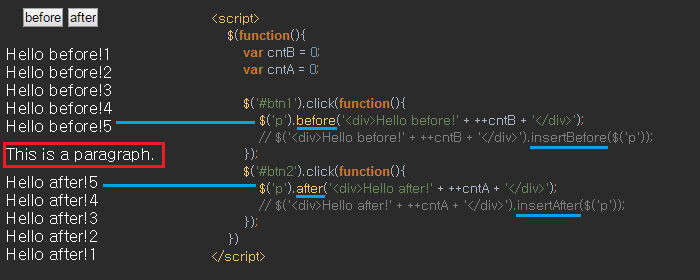 before after
Hello before!1
Hello before!2
Hello before!3
Hello before!4
Hello before!5
This is a paragraph.
Hello after!5
Hello after!4
Hello after!3
Hello after!2
Hello after!1
<script>
$(function(){
var cntB = 0;
var cntA = 0;
$('#btn1').click(function(){
$('p').before('<div>Hello before!' + ++cntB + '</div>');
// $('<div>Hello before!' + ++cntB + '</div>').insertBefore($('p'));
});
$('#btn2').click(function(){
$('p').after('<div>Hello after!' + ++cntA + '</div>');
// $('<div>Hello after!' + ++cntA + '</div>').insertAfter($('p'));
});
})
</script>